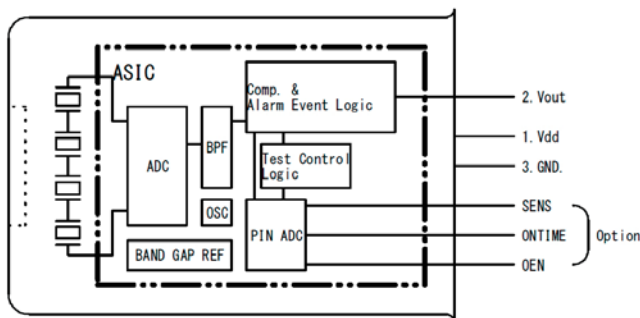 ASIC
Comp. &
Alarm Event Logic
2. Vout
1. Vdd
BPF
ADC
Test Control
Logic
3. GND.
OSC
SENS
PIN ADC
ONTIME
Option
BAND GAP REF
OEN